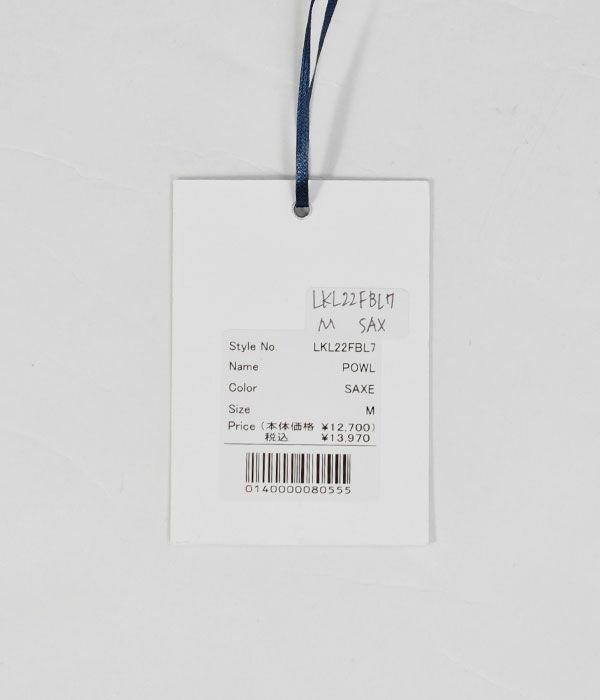 LKL22FBL7
M SAX
Style No. LKL22FBL7
Name POWL
Color SAXE
Size M
Price (本体価格 ¥12,700)
税込 ¥13,970
0140000080555